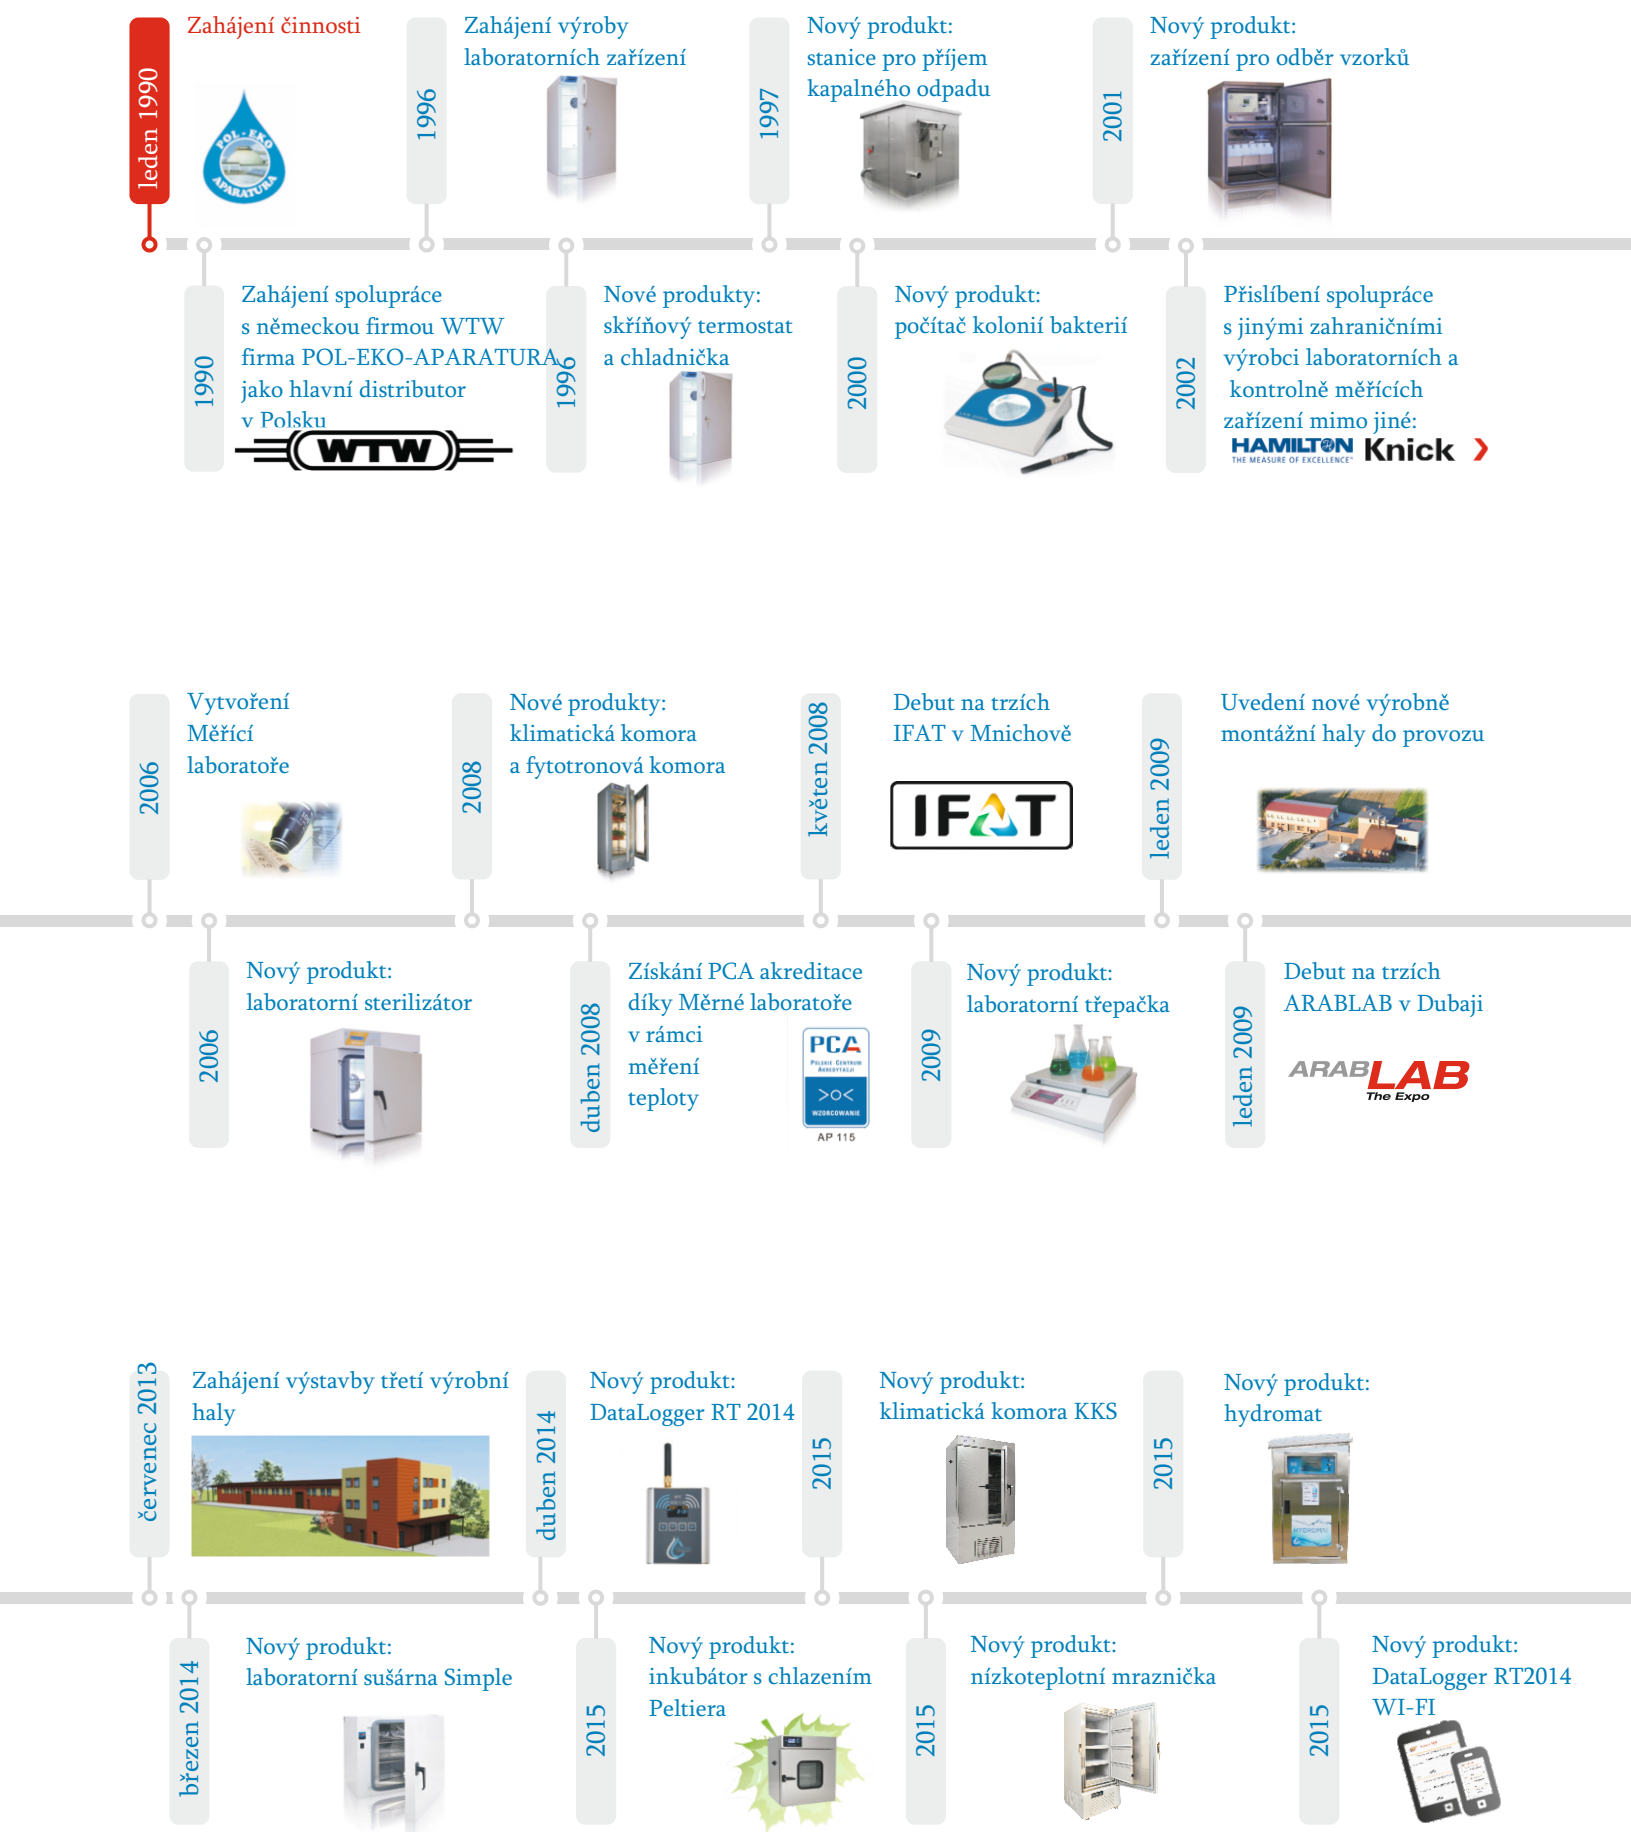 leden 1990
Zahájení činnosti
POL - EKO
APARATURA
1996
Zahájení výroby
laboratorních zařízení
1997
Nový produkt:
stanice pro příjem
kapalného odpadu
2001
Nový produkt:
zařízení pro odběr vzorků
1990
Zahájení spolupráce
s německou firmou WTW
firma POL-EKO-APARATURA
jako hlavní distributor
v Polsku
WTW
1996
Nové produkty:
skříňový termostat
a chladnička
2000
Nový produkt:
počítač kolonií bakterií
2002
Přislíbení spolupráce
s jinými zahraničními
výrobci laboratorních a
kontrolně měřících
zařízení mimo jiné:
HAMILTON
THE MEASURE OF EXCELLENCE
Knick
2006
Vytvoření
Měřící
laboratoře
2008
Nové produkty:
klimatická komora
a fytotronová komora
květen 2008
Debut na trzích
IFAT v Mnichově
IFAT
leden 2009
Uvedení nové výrobně
montážní haly do provozu
2006
Nový produkt:
laboratorní sterilizátor
duben 2008
Získání PCA akreditace
díky Měrné laboratoře
v rámci
měření
teploty
PCA
POLSKIE CENTRUM
AKREDYTACJI
WZORCOWANIE
AP 115
2009
Nový produkt:
laboratorní třepačka
leden 2009
Debut na trzích
ARABLAB v Dubaji
ARABLAB
The Expo
červenec 2013
Zahájení výstavby třetí výrobní
haly
duben 2014
Nový produkt:
DataLogger RT 2014
2015
Nový produkt:
klimatická komora KKS
2015
Nový produkt:
hydromat
HYDROMAT
březen 2014
Nový produkt:
laboratorní sušárna Simple
2015
Nový produkt:
inkubátor s chlazením
Peltiera
2015
Nový produkt:
nízkoteplotní mraznička
2015
Nový produkt:
DataLogger RT2014
WI-FI